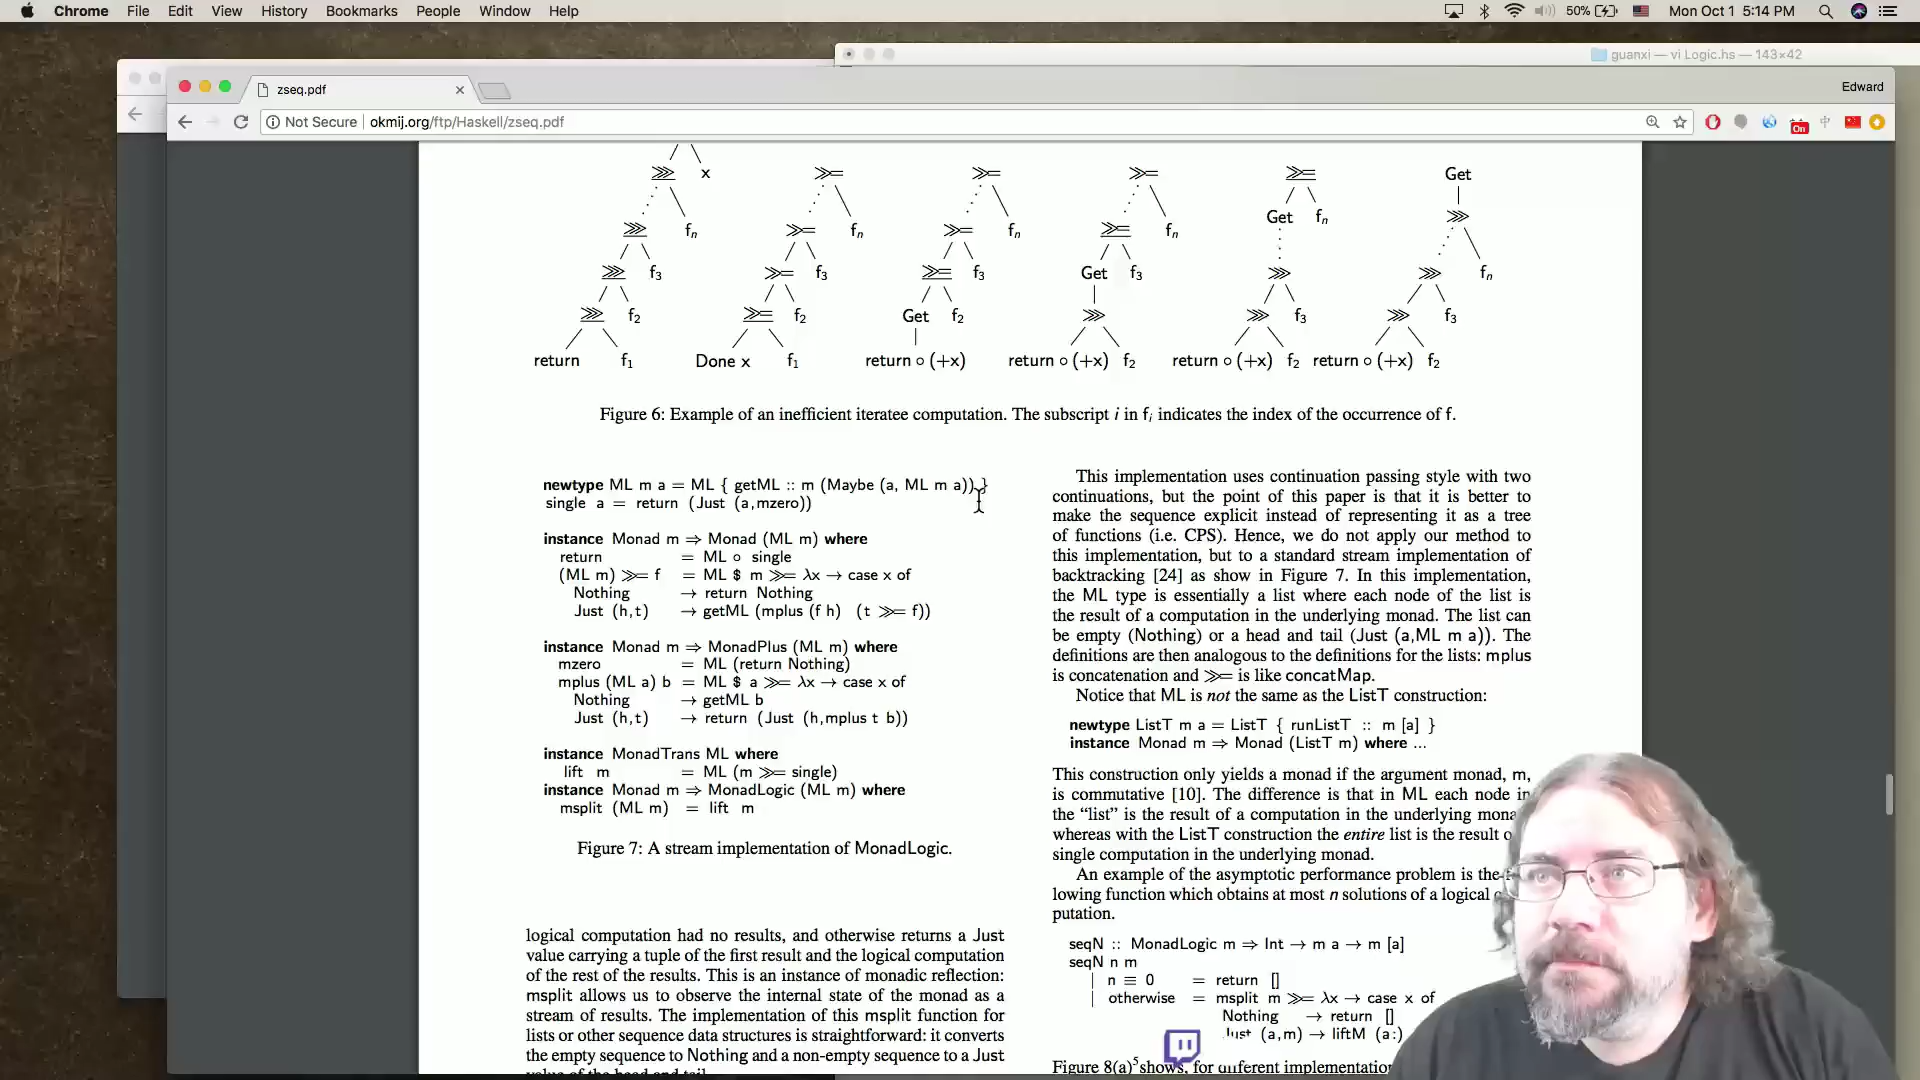 Chrome File Edit View History Bookmarks People Window Help 50% Mon Oct 1 5:14 PM
guanxi — vi Logic.hs — 143×42
zseq.pdf Edward
Not Secure okmij.org/ftp/Haskell/zseq.pdf On 中
⋙ x ≫= ≫= ≫= ≫= Get
Get fn ⋙
⋙ fn ≫= fn ≫= fn ≫= fn
⋙ f3 ≫= f3 ≫= f3 Get f3 ⋙ ⋙ fn
⋙ f2 ≫= f2 Get f2 ⋙ ⋙ f3 ⋙ f3
return f1 Done x f1 return ∘ (+x) return ∘ (+x) f2 return ∘ (+x) f2 return ∘ (+x) f2
Figure 6: Example of an inefficient iteratee computation. The subscript i in fi indicates the index of the occurrence of f.
newtype ML m a = ML { getML :: m (Maybe (a, ML m a)) }
single a = return (Just (a,mzero))
instance Monad m ⇒ Monad (ML m) where
return = ML ∘ single
(ML m) ≫= f = ML $ m ≫= λx → case x of
Nothing → return Nothing
Just (h,t) → getML (mplus (f h) (t ≫= f))
instance Monad m ⇒ MonadPlus (ML m) where
mzero = ML (return Nothing)
mplus (ML a) b = ML $ a ≫= λx → case x of
Nothing → getML b
Just (h,t) → return (Just (h,mplus t b))
instance MonadTrans ML where
lift m = ML (m ≫= single)
instance Monad m ⇒ MonadLogic (ML m) where
msplit (ML m) = lift m
Figure 7: A stream implementation of MonadLogic.
logical computation had no results, and otherwise returns a Just
value carrying a tuple of the first result and the logical computation
of the rest of the results. This is an instance of monadic reflection:
msplit allows us to observe the internal state of the monad as a
stream of results. The implementation of this msplit function for
lists or other sequence data structures is straightforward: it converts
the empty sequence to Nothing and a non-empty sequence to a Just
value of the head and tail.
This implementation uses continuation passing style with two
continuations, but the point of this paper is that it is better to
make the sequence explicit instead of representing it as a tree
of functions (i.e. CPS). Hence, we do not apply our method to
this implementation, but to a standard stream implementation of
backtracking [24] as show in Figure 7. In this implementation,
the ML type is essentially a list where each node of the list is
the result of a computation in the underlying monad. The list can
be empty (Nothing) or a head and tail (Just (a,ML m a)). The
definitions are then analogous to the definitions for the lists: mplus
is concatenation and ≫= is like concatMap.
Notice that ML is not the same as the ListT construction:
newtype ListT m a = ListT { runListT :: m [a] }
instance Monad m ⇒ Monad (ListT m) where ...
This construction only yields a monad if the argument monad, m,
is commutative [10]. The difference is that in ML each node in
the “list” is the result of a computation in the underlying mona
whereas with the ListT construction the entire list is the result
single computation in the underlying monad.
An example of the asymptotic performance problem is the
lowing function which obtains at most n solutions of a logical
putation.
seqN :: MonadLogic m ⇒ Int → m a → m [a]
seqN n m
| n ≡ 0 = return []
| otherwise = msplit m ≫= λx → case x of
Nothing → return []
Just (a,m) → liftM (a:)
Figure 8(a)5 shows, for different implementation